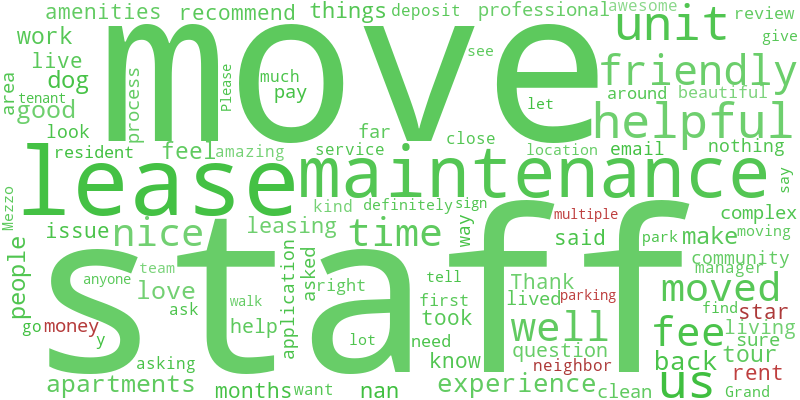 amenities
recommend
things
deposit
professional
awesome
review
work
move
unit
give
live
see
area
dog
process
Please
much
pay
friendly
tenant
good
let
around
beautiful
helpful
look
far
close
resident
feel
amazing
service
location
email
nothing
lease
maintenance
say
Mezzo
kind
definitely
sign
multiple
complex
issue
nice
leasing
time
way
said
park
make
moving
people
staff
application
asked
community
anyone
team
right
tell
Thank
manager
love
ask
walk
first
lived
parking
moved
find
star
go
money
y
help
took
well
fee
living
sure
asking
lot
need
question
know
neighbor
back
tour
rent
apartments
months
want
nan
experience
clean
us
Grand